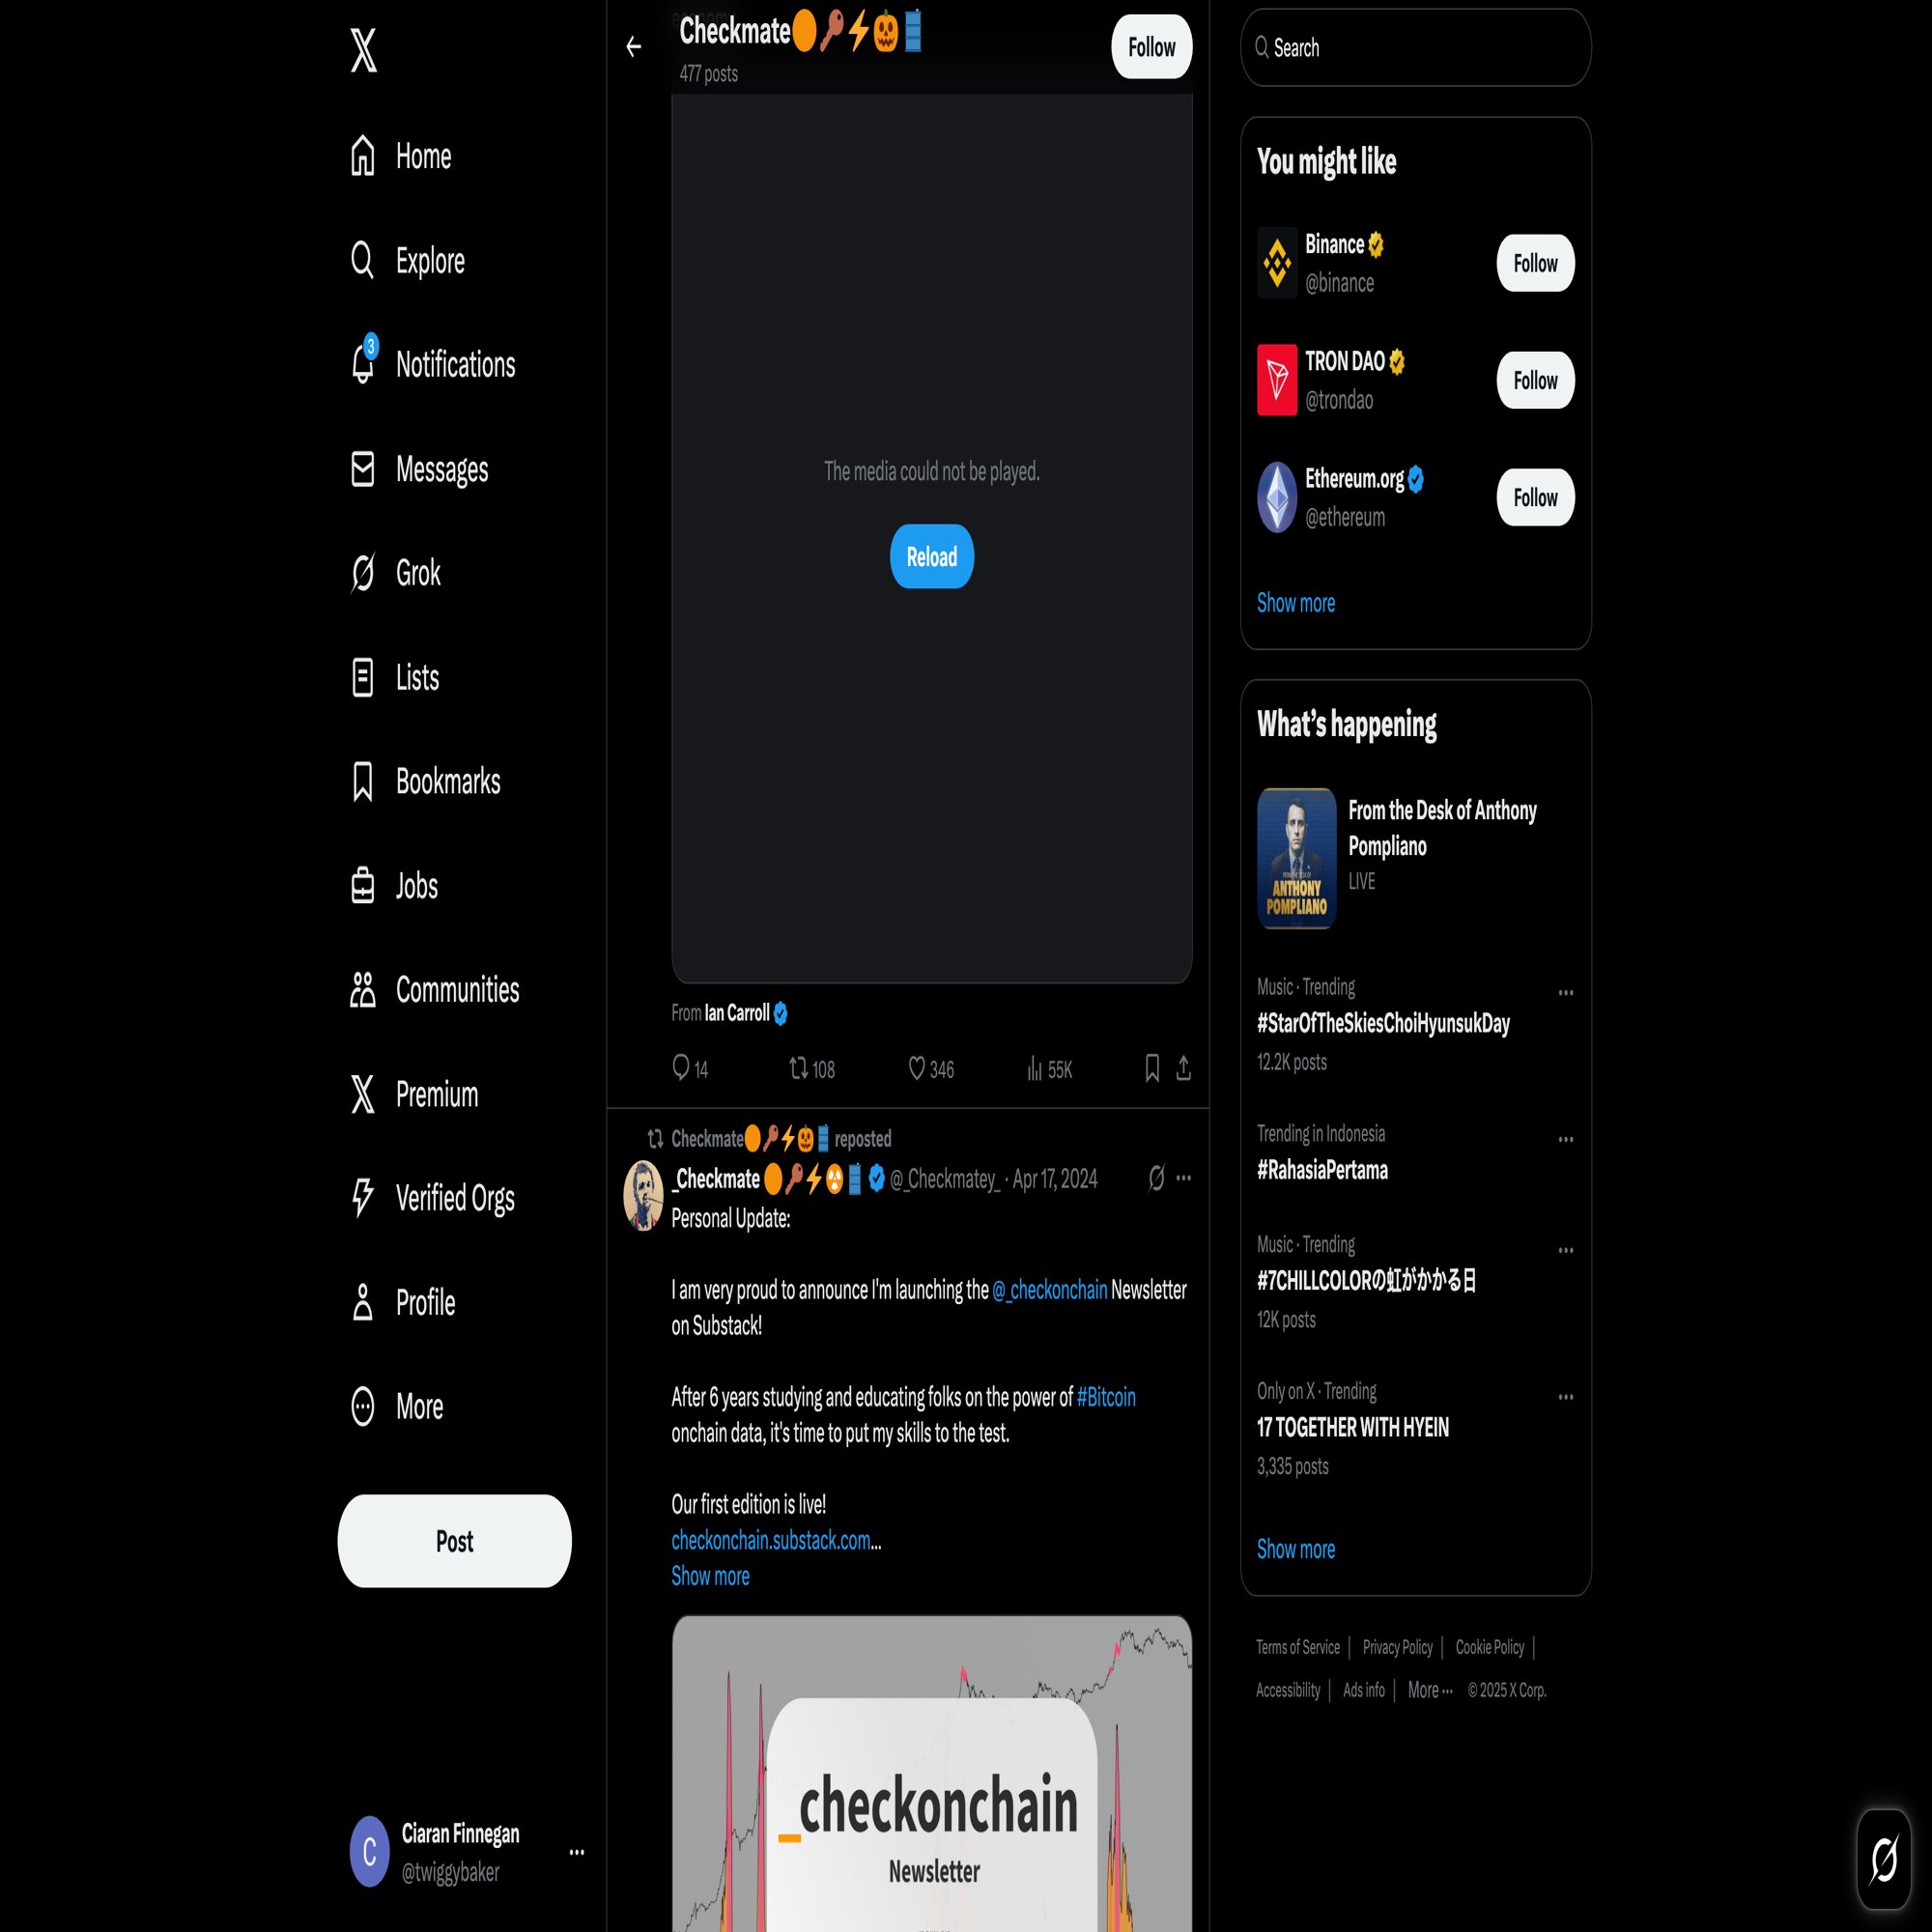 Home
Explore
3
Notifications
Messages
Grok
Lists
Bookmarks
Jobs
Communities
Premium
Verified Orgs
Profile
More
Post
C
Ciaran Finnegan
@twiggybaker
Checkmate🟠🔑⚡🎃🛢️
477 posts
Follow
The media could not be played.
Reload
From Ian Carroll
14 108 346 55K
Checkmate🟠🔑⚡🎃🛢️ reposted
_Checkmate 🟠🔑⚡☢️🛢️ @_Checkmatey_ · Apr 17, 2024
Personal Update:
I am very proud to announce I'm launching the @_checkonchain Newsletter
on Substack!
After 6 years studying and educating folks on the power of #Bitcoin
onchain data, it's time to put my skills to the test.
Our first edition is live!
checkonchain.substack.com...
Show more
_checkonchain
Newsletter
Search
You might like
Binance
@binance
Follow
TRON DAO
@trondao
Follow
Ethereum.org
@ethereum
Follow
Show more
What's happening
From the Desk of Anthony
Pompliano
LIVE
ANTHONY
POMPLIANO
Music · Trending
#StarOfTheSkiesChoiHyunsukDay
12.2K posts
Trending in Indonesia
#RahasiaPertama
Music · Trending
#7CHILLCOLORの虹がかかる日
12K posts
Only on X · Trending
17 TOGETHER WITH HYEIN
3,335 posts
Show more
Terms of Service | Privacy Policy | Cookie Policy |
Accessibility | Ads info | More ··· © 2025 X Corp.